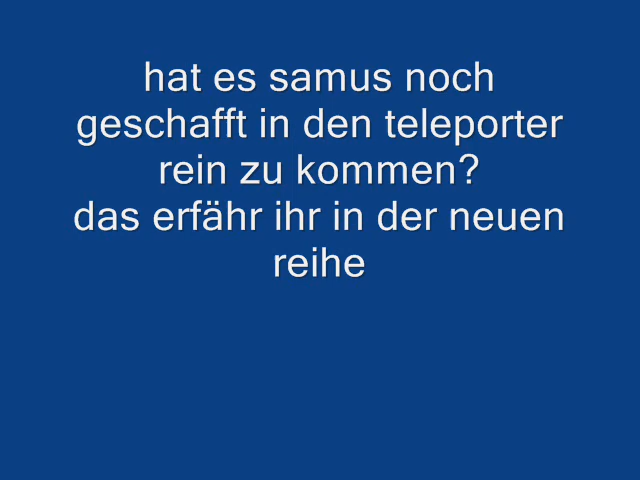 hat es samus noch
geschafft in den teleporter
rein zu kommen?
das erfähr ihr in der neuen
reihe